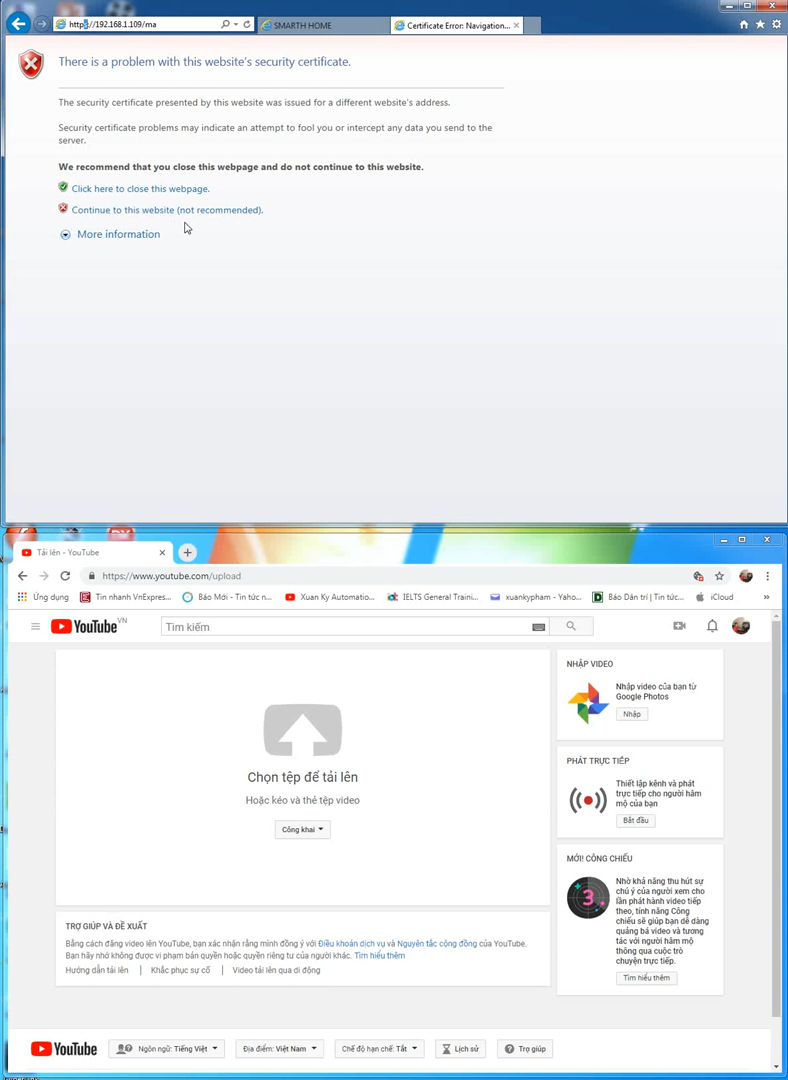 https://192.168.1.109/ma
SMARTH HOME
Certificate Error: Navigation...
There is a problem with this website's security certificate.
The security certificate presented by this website was issued for a different website's address.
Security certificate problems may indicate an attempt to fool you or intercept any data you send to the
server.
We recommend that you close this webpage and do not continue to this website.
Click here to close this webpage.
Continue to this website (not recommended).
More information
Tải lên - YouTube
https://www.youtube.com/upload
Ứng dụng
Tin nhanh VnExpres...
Báo Mới - Tin tức n...
Xuan Ky Automatio...
IELTS General Traini...
xuankypham - Yaho...
Báo Dân trí | Tin tức...
iCloud
»
YouTube VN
Tìm kiếm
Chọn tệp để tải lên
Hoặc kéo và thả tệp video
Công khai
NHẬP VIDEO
Nhập video của bạn từ
Google Photos
Nhập
PHÁT TRỰC TIẾP
Thiết lập kênh và phát
trực tiếp cho người hâm
mộ của bạn
Bắt đầu
MỚI! CÔNG CHIẾU
3
Nhờ khả năng thu hút sự
chú ý của người xem cho
lần phát hành video tiếp
theo, tính năng Công
chiếu sẽ giúp bạn dễ dàng
quảng bá video và tương
tác với người hâm mộ
thông qua cuộc trò
chuyện trực tiếp.
Tìm hiểu thêm
TRỢ GIÚP VÀ ĐỀ XUẤT
Bằng cách đăng video lên YouTube, bạn xác nhận rằng mình đồng ý với Điều khoản dịch vụ và Nguyên tắc cộng đồng của YouTube.
Bạn hãy nhớ không được vi phạm bản quyền hoặc quyền riêng tư của người khác. Tìm hiểu thêm
Hướng dẫn tải lên | Khắc phục sự cố | Video tải lên qua di động
YouTube
Ngôn ngữ: Tiếng Việt
Địa điểm: Việt Nam
Chế độ hạn chế: Tắt
Lịch sử
Trợ giúp